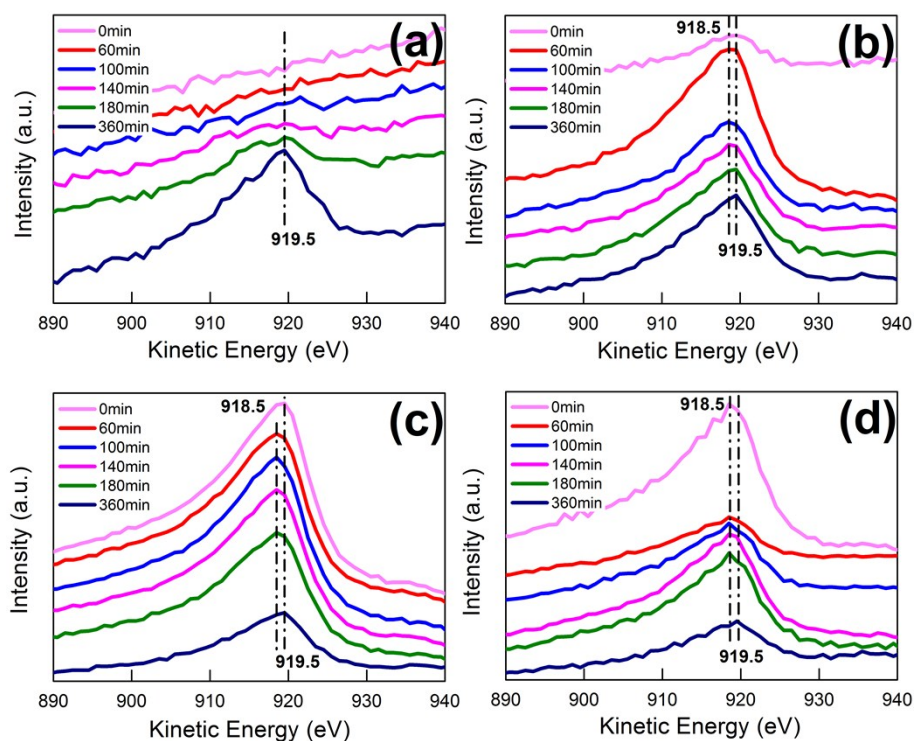 (a)
0min
60min
100min
140min
180min
360min
919.5
Intensity (a.u.)
890 900 910 920 930 940
Kinetic Energy (eV)
(b)
0min
60min
100min
140min
180min
360min
918.5
919.5
Intensity (a.u.)
890 900 910 920 930 940
Kinetic Energy (eV)
(c)
0min
60min
100min
140min
180min
360min
918.5
919.5
Intensity (a.u.)
890 900 910 920 930 940
Kinetic Energy (eV)
(d)
0min
60min
100min
140min
180min
360min
918.5
919.5
Intensity (a.u.)
890 900 910 920 930 940
Kinetic Energy (eV)